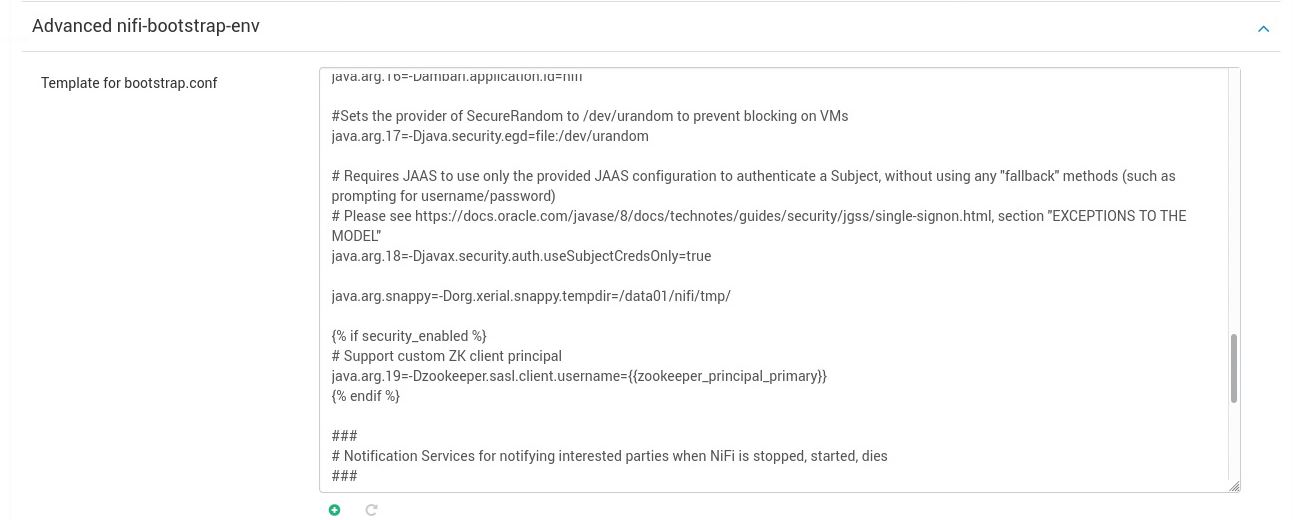 Advanced nifi-bootstrap-env
Template for bootstrap.conf
java.arg.16=-Dambari.application.id=nifi
#Sets the provider of SecureRandom to /dev/urandom to prevent blocking on VMs
java.arg.17=-Djava.security.egd=file:/dev/urandom
# Requires JAAS to use only the provided JAAS configuration to authenticate a Subject, without using any "fallback" methods (such as
prompting for username/password)
# Please see https://docs.oracle.com/javase/8/docs/technotes/guides/security/jgss/single-signon.html, section "EXCEPTIONS TO THE
MODEL"
java.arg.18=-Djavax.security.auth.useSubjectCredsOnly=true
java.arg.snappy=-Dorg.xerial.snappy.tempdir=/data01/nifi/tmp/
{% if security_enabled %}
# Support custom ZK client principal
java.arg.19=-Dzookeeper.sasl.client.username={{zookeeper_principal_primary}}
{% endif %}
###
# Notification Services for notifying interested parties when NiFi is stopped, started, dies
###